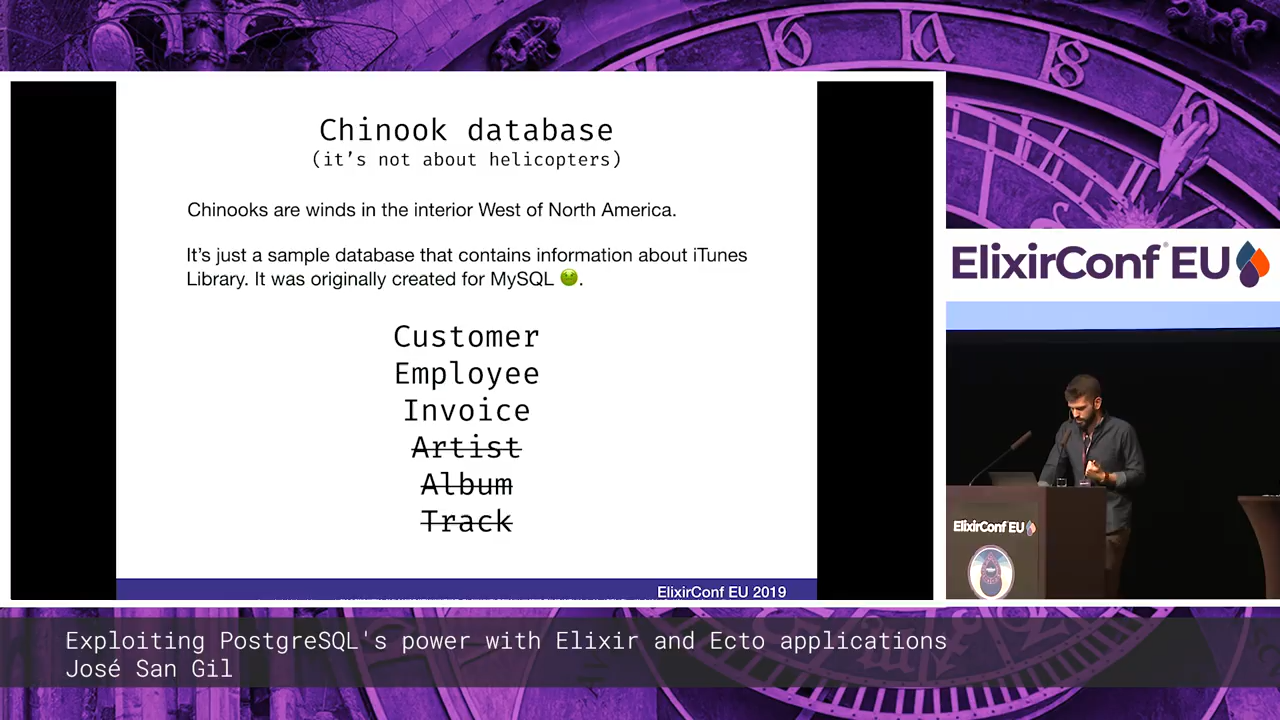 Chinook database
(it's not about helicopters)
Chinooks are winds in the interior West of North America.
It's just a sample database that contains information about iTunes
Library. It was originally created for MySQL 🤢.
Customer
Employee
Invoice
Artist
Album
Track
ElixirConf EU 2019
ElixirConf® EU
ElixirConf EU
Exploiting PostgreSQL's power with Elixir and Ecto applications
José San Gil